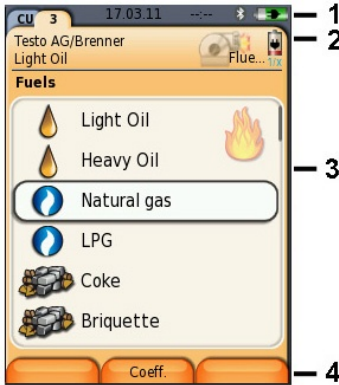 CU 3 17.03.11 --:-- 1
Testo AG/Brenner 2
Light Oil Flue... 1/x
Fuels
Light Oil
Heavy Oil
3
Natural gas
LPG
Coke
Briquette
Coeff. 4